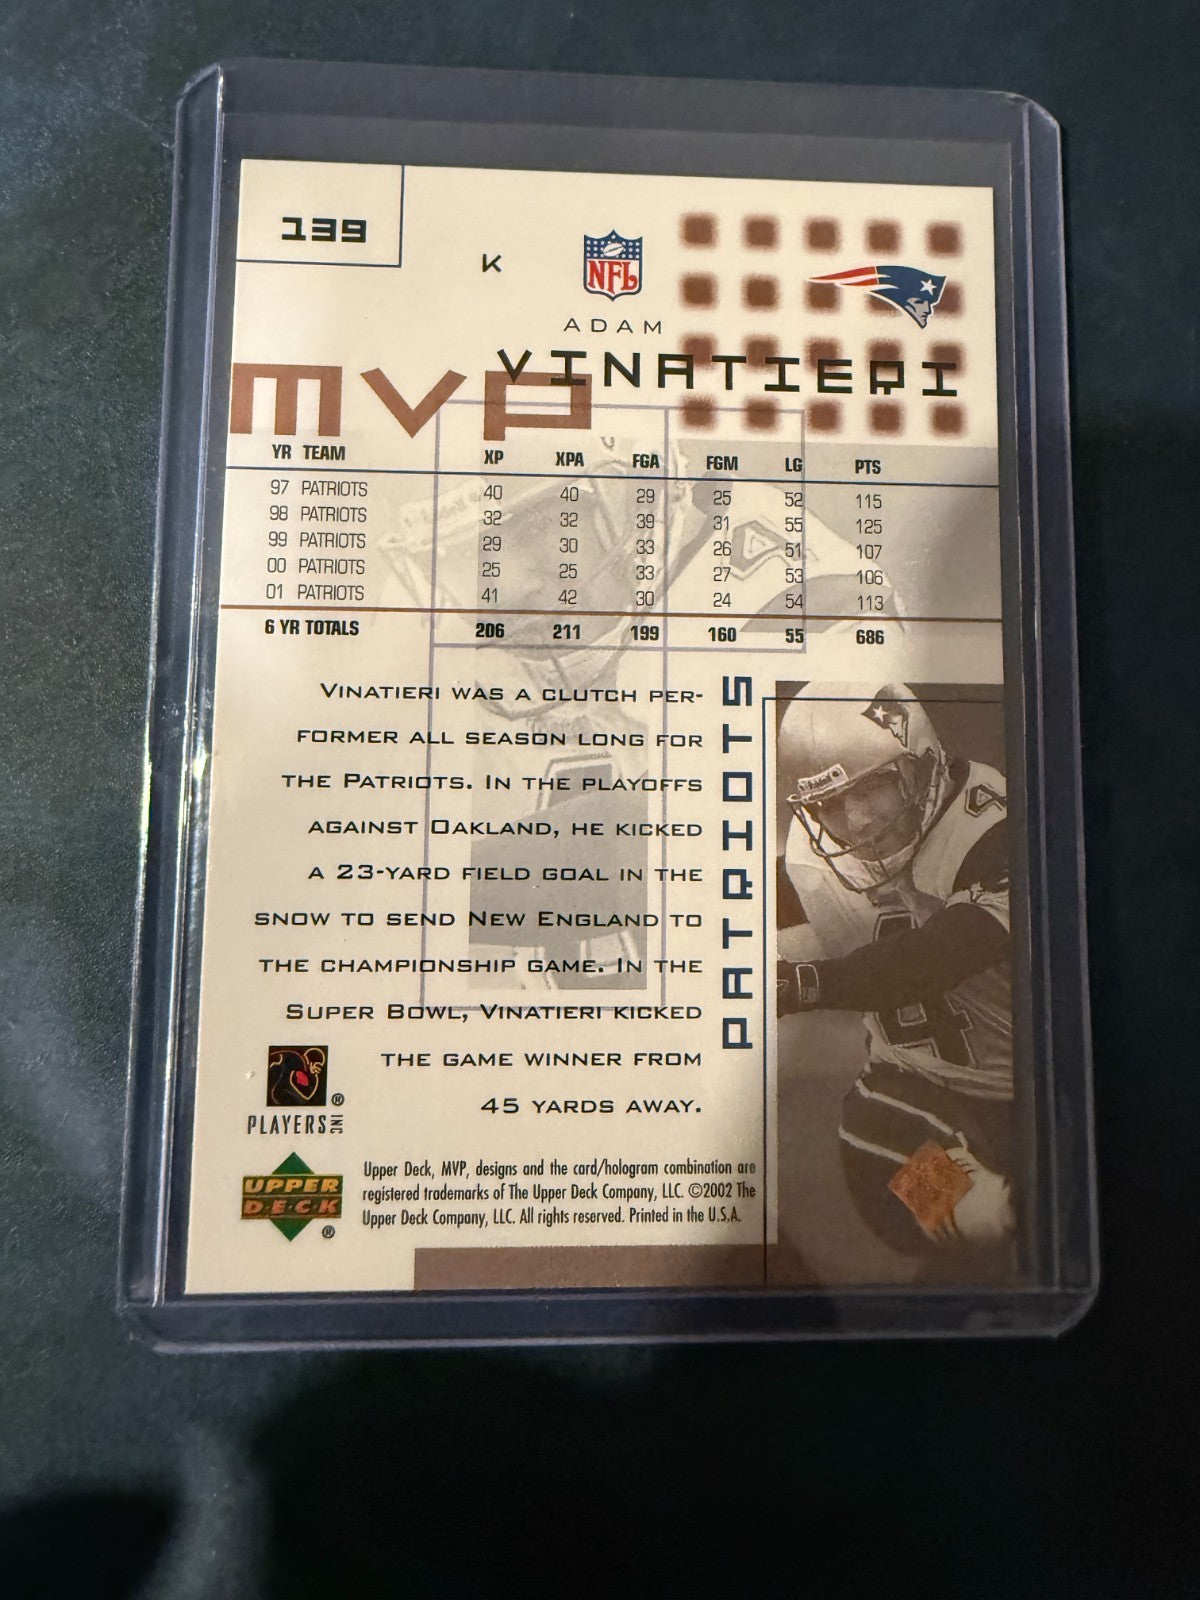 139
K
NFL
ADAM
VINATIERI
MVP
YR TEAM XP XPA FGA FGM LG PTS
97 PATRIOTS 40 40 29 25 52 115
98 PATRIOTS 32 32 39 31 55 125
99 PATRIOTS 29 30 33 26 51 107
00 PATRIOTS 25 25 33 27 53 106
01 PATRIOTS 41 42 30 24 54 113
6 YR TOTALS 206 211 199 160 55 686
VINATIERI WAS A CLUTCH PER-
FORMER ALL SEASON LONG FOR
THE PATRIOTS. IN THE PLAYOFFS
AGAINST OAKLAND, HE KICKED
A 23-YARD FIELD GOAL IN THE
SNOW TO SEND NEW ENGLAND TO
THE CHAMPIONSHIP GAME. IN THE
SUPER BOWL, VINATIERI KICKED
THE GAME WINNER FROM
45 YARDS AWAY.
PATRIOTS
PLAYERS INC ®
UPPER
DECK ®
Upper Deck, MVP, designs and the card/hologram combination are
registered trademarks of The Upper Deck Company, LLC. ©2002 The
Upper Deck Company, LLC. All rights reserved. Printed in the U.S.A.